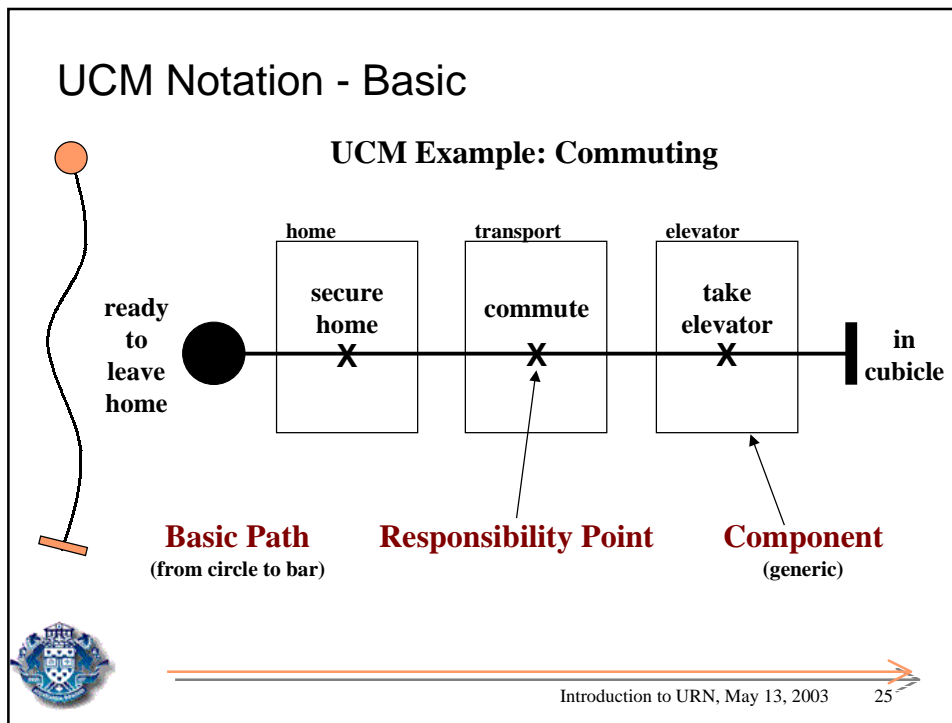 UCM Notation - Basic
UCM Example: Commuting
home
transport
elevator
ready
to
leave
home
secure
home
X
commute
X
take
elevator
X
in
cubicle
Basic Path
(from circle to bar)
Responsibility Point
Component
(generic)
Introduction to URN, May 13, 2003 25